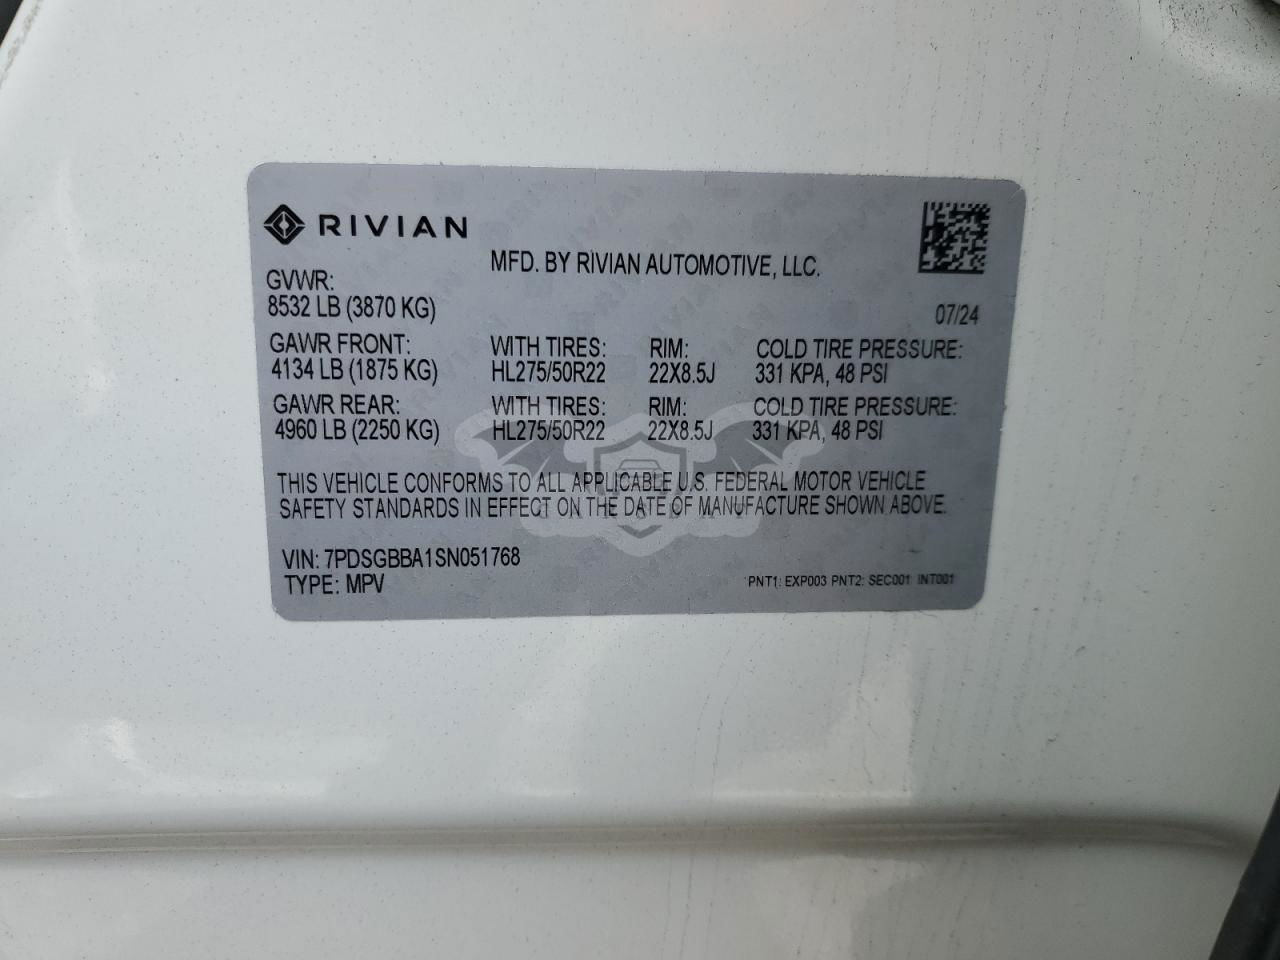 RIVIAN
MFD. BY RIVIAN AUTOMOTIVE, LLC.
GVWR:
8532 LB (3870 KG)
07/24
GAWR FRONT: WITH TIRES: RIM: COLD TIRE PRESSURE:
4134 LB (1875 KG) HL275/50R22 22X8.5J 331 KPA, 48 PSI
GAWR REAR: WITH TIRES: RIM: COLD TIRE PRESSURE:
4960 LB (2250 KG) HL275/50R22 22X8.5J 331 KPA, 48 PSI
THIS VEHICLE CONFORMS TO ALL APPLICABLE U.S. FEDERAL MOTOR VEHICLE
SAFETY STANDARDS IN EFFECT ON THE DATE OF MANUFACTURE SHOWN ABOVE.
VIN: 7PDSGBBA1SN051768
TYPE: MPV
PNT1: EXP003 PNT2: SEC001 INT001